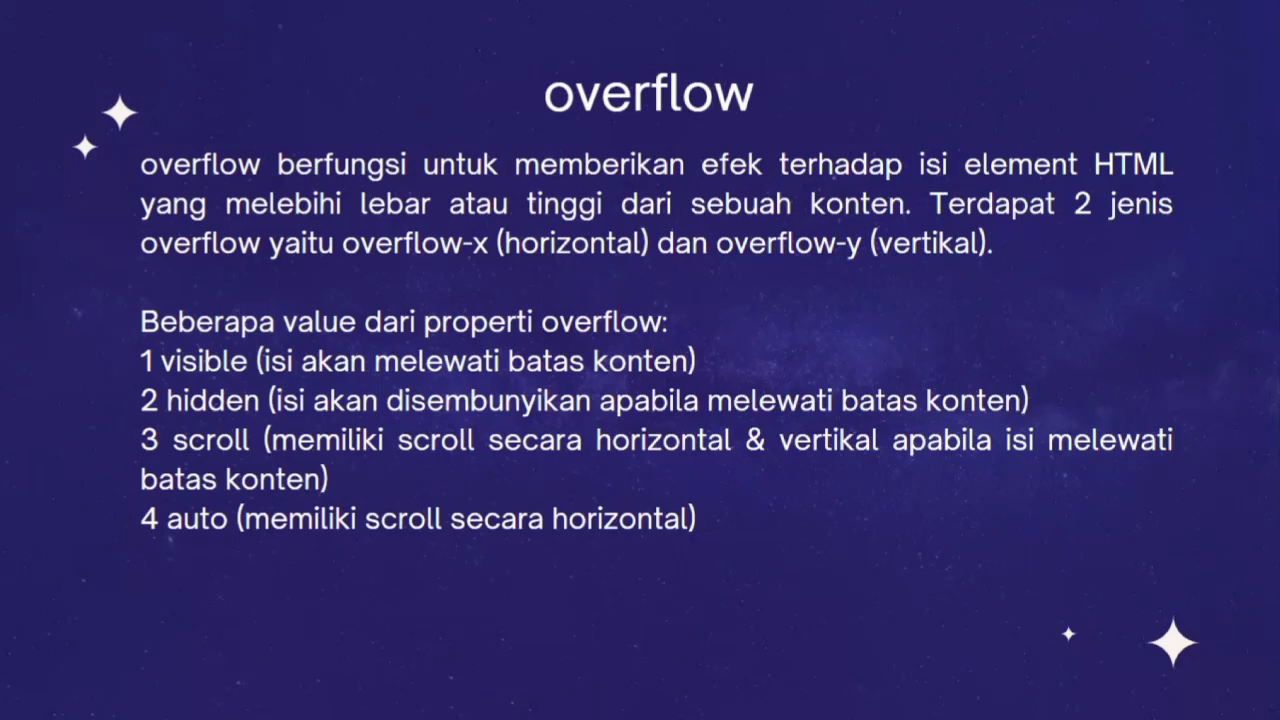 overflow
overflow berfungsi untuk memberikan efek terhadap isi element HTML
yang melebihi lebar atau tinggi dari sebuah konten. Terdapat 2 jenis
overflow yaitu overflow-x (horizontal) dan overflow-y (vertikal).
Beberapa value dari properti overflow:
1 visible (isi akan melewati batas konten)
2 hidden (isi akan disembunyikan apabila melewati batas konten)
3 scroll (memiliki scroll secara horizontal & vertikal apabila isi melewati
batas konten)
4 auto (memiliki scroll secara horizontal)